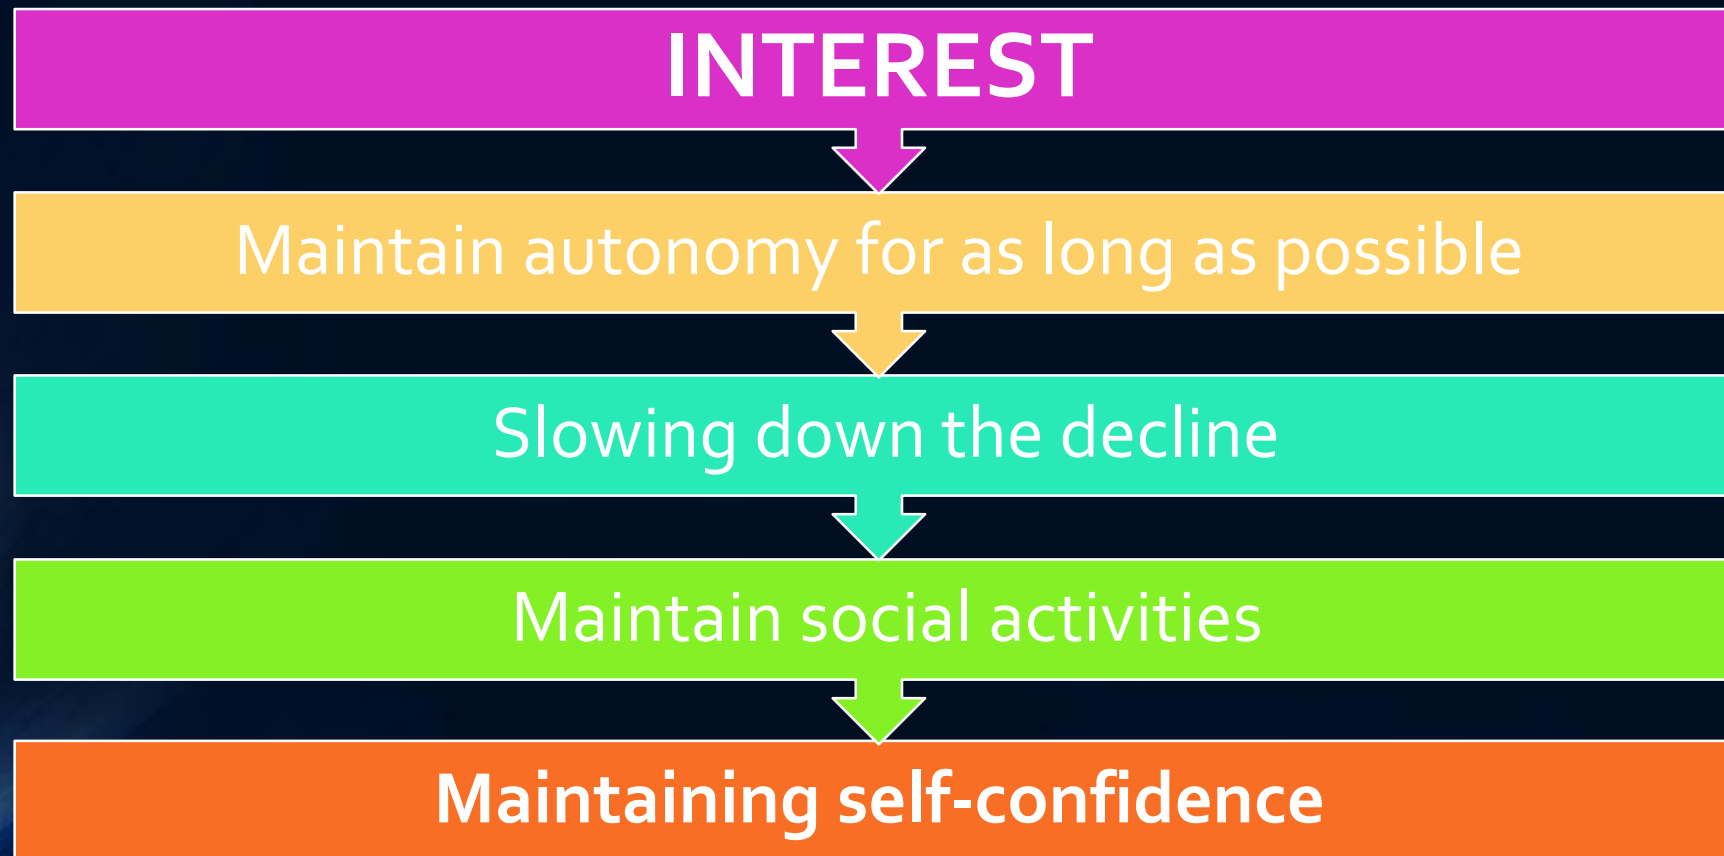 INTEREST
Maintain autonomy for as long as possible
Slowing down the decline
Maintain social activities
Maintaining self-confidence